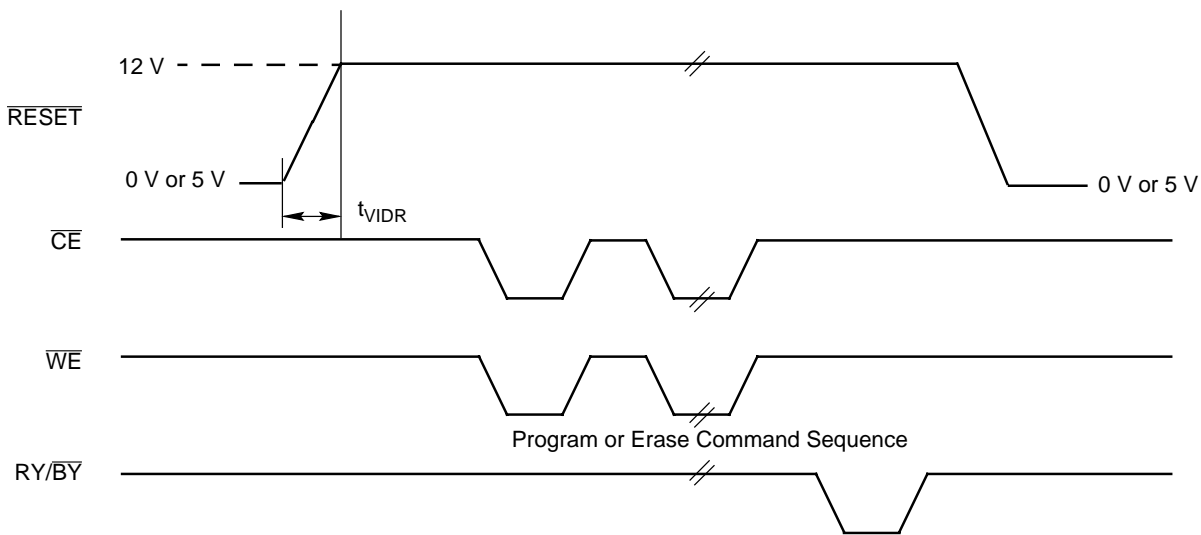 12 V
RESET
0 V or 5 V
0 V or 5 V
tVIDR
CE
WE
Program or Erase Command Sequence
RY/BY